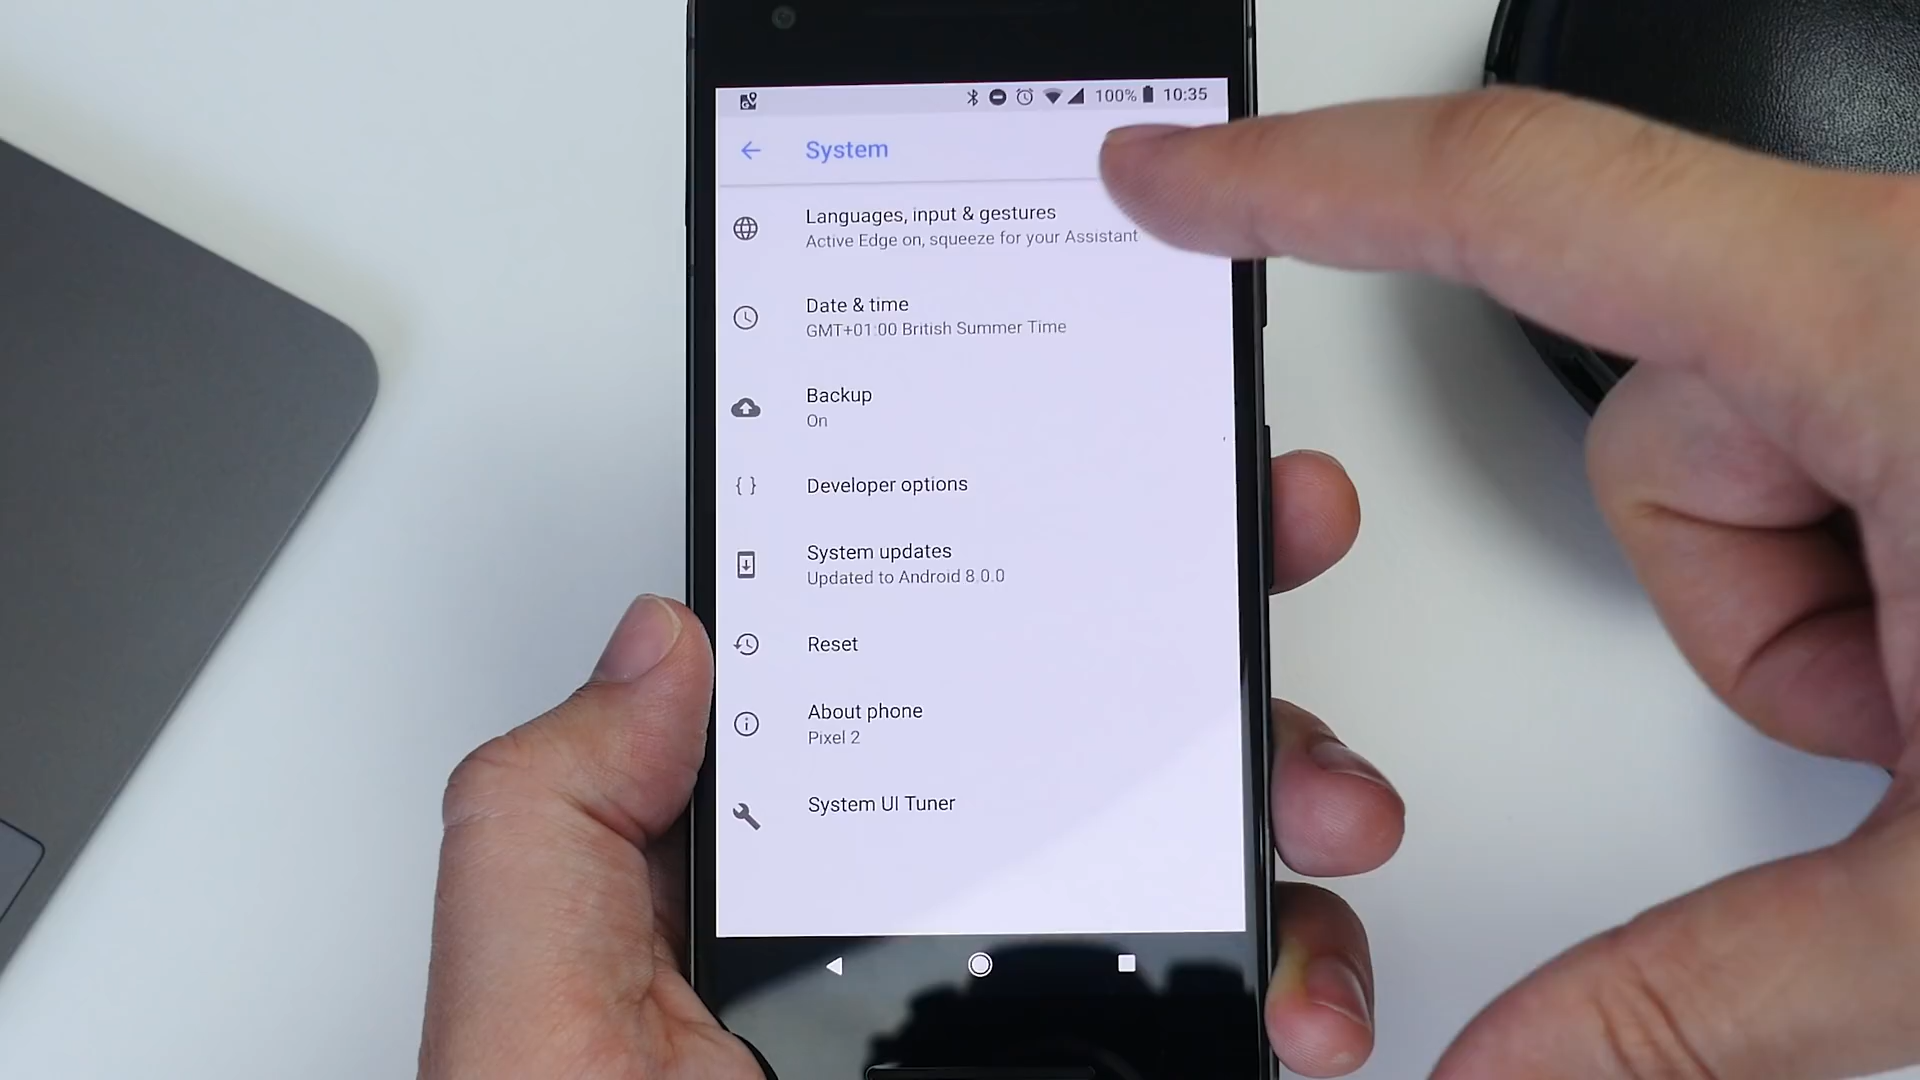 100% 10:35
System
Languages, input & gestures
Active Edge on, squeeze for your Assistant
Date & time
GMT+01:00 British Summer Time
Backup
On
{ } Developer options
System updates
Updated to Android 8.0.0
Reset
About phone
Pixel 2
System UI Tuner